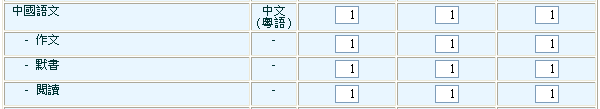 中國語文 中文 1 1 1
(粵語)
- 作文 - 1 1 1
- 默書 - 1 1 1
- 閱讀 - 1 1 1